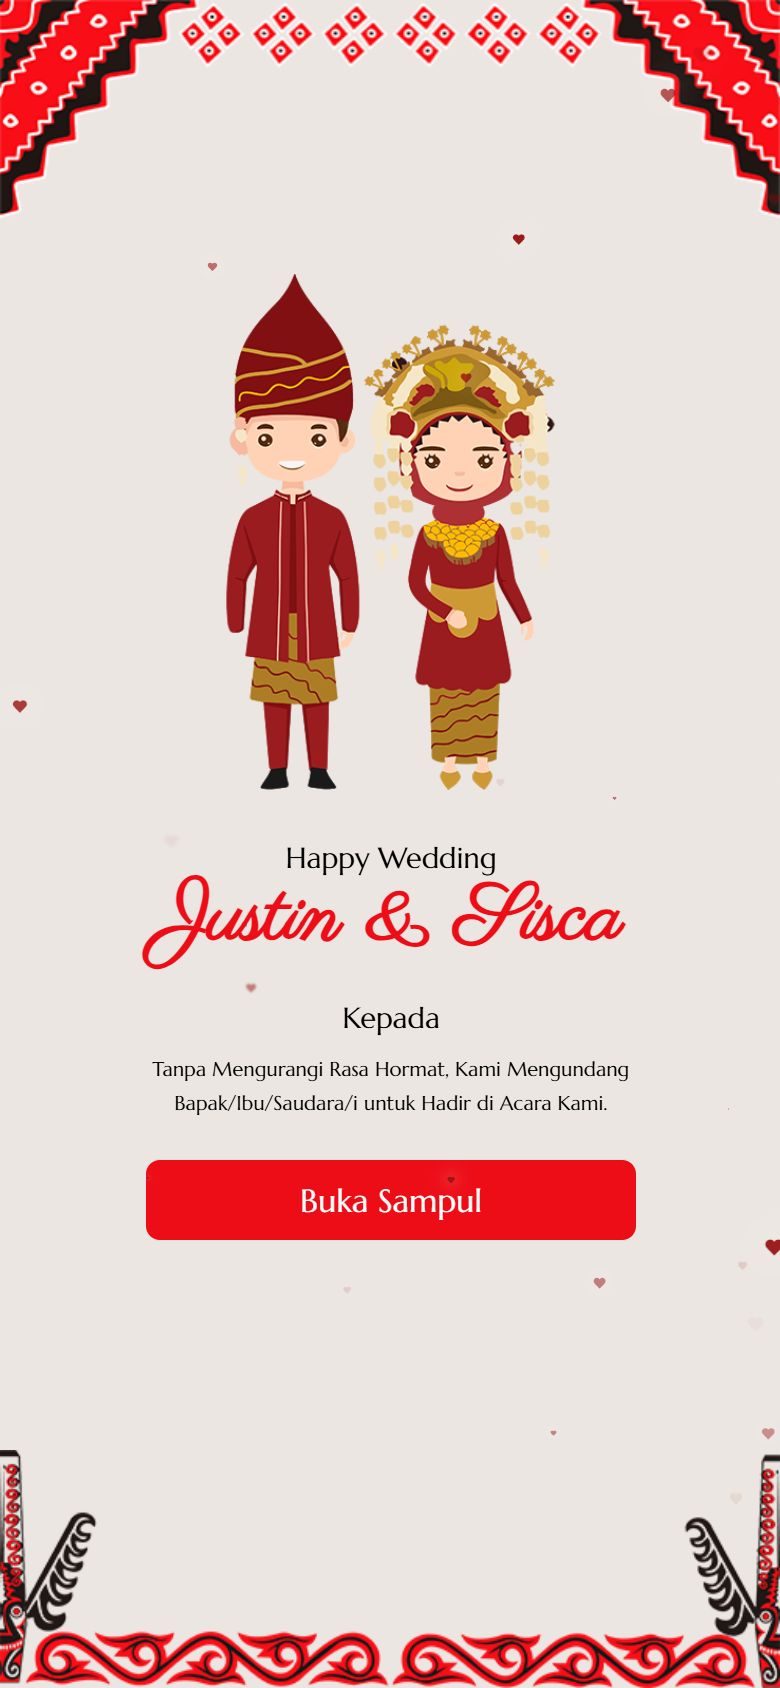 Happy Wedding
Justin & Sisca
Kepada
Tanpa Mengurangi Rasa Hormat, Kami Mengundang
Bapak/Ibu/Saudara/i untuk Hadir di Acara Kami.
Buka Sampul